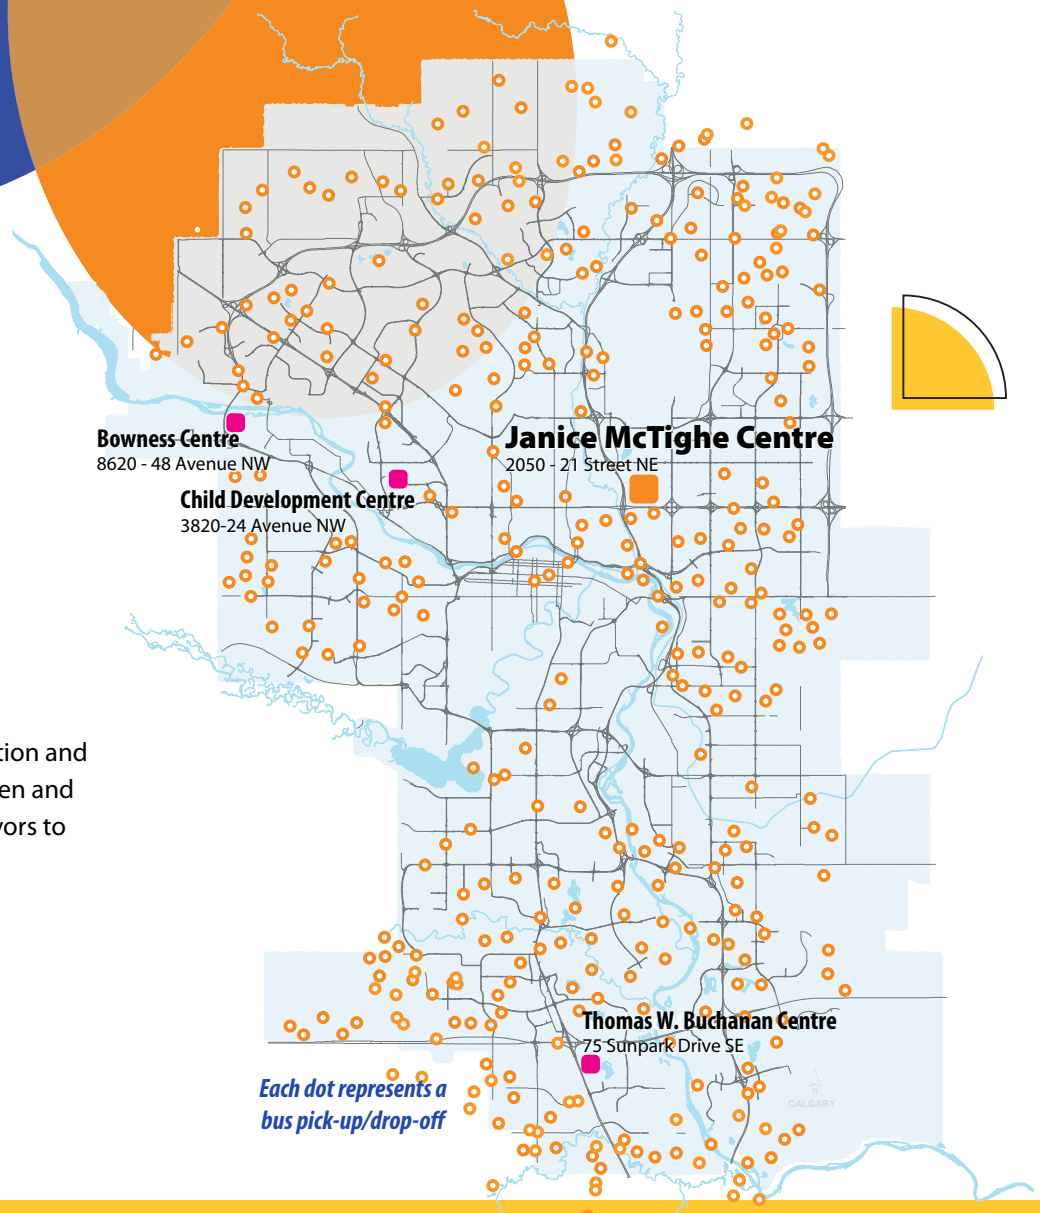 Janice McTighe Centre
2050 - 21 Street NE
Bowness Centre
8620 - 48 Avenue NW
Child Development Centre
3820-24 Avenue NW
tion and
en and
vors to
Thomas W. Buchanan Centre
75 Sunpark Drive SE
Each dot represents a
bus pick-up/drop-off
N
CALGARY